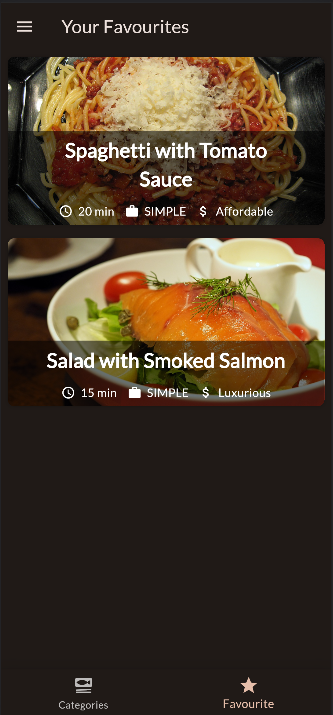 Your Favourites
Spaghetti with Tomato
Sauce
20 min SIMPLE $ Affordable
Salad with Smoked Salmon
15 min SIMPLE $ Luxurious
Categories Favourite